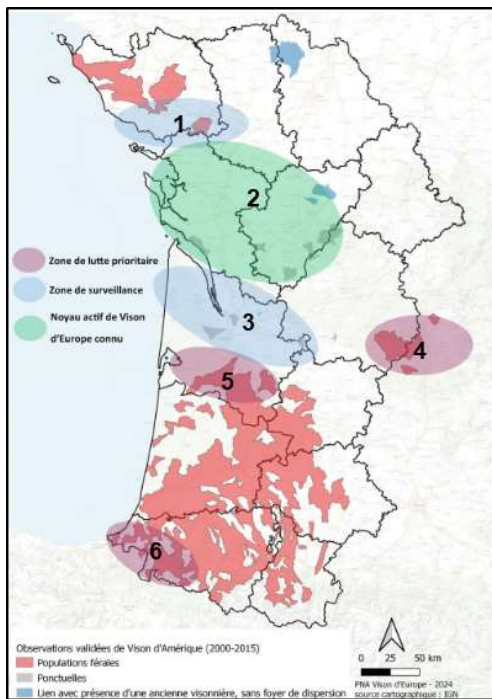 1
2
Zone de lutte prioritaire
Zone de surveillance
Noyau actif de Vison
d'Europe connu
3
4
5
6
Observations validées de Vison d'Amérique (2000-2015)
Populations férales
Ponctuelles
Lien avec présence d'une ancienne visonnière, sans foyer de dispersion
0 25 50 km
PNA Vison d'Europe - 2024
source cartographique : IGN